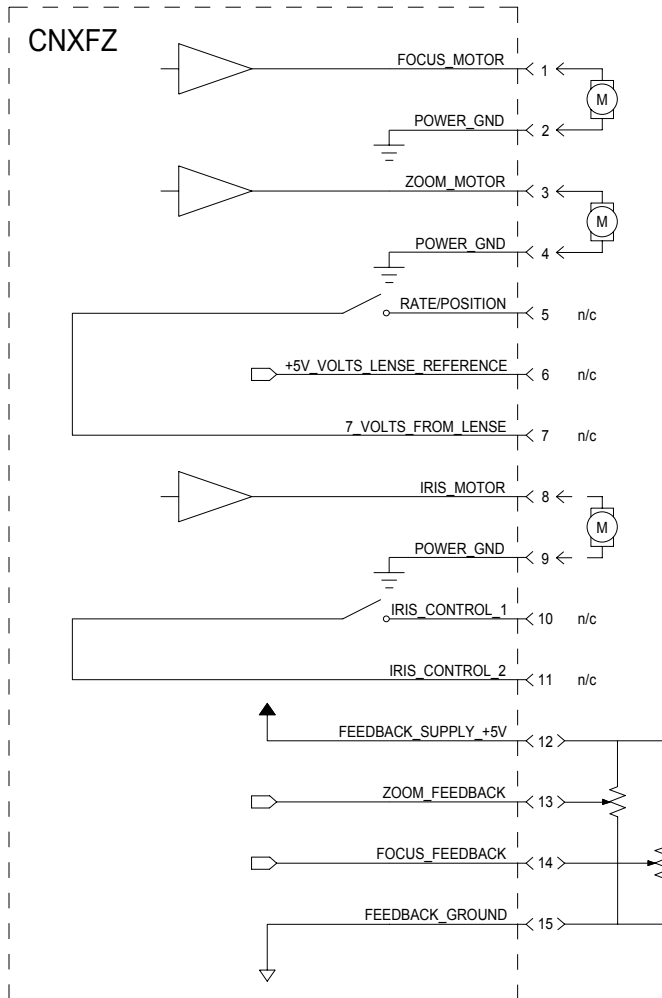 CNXFZ
FOCUS_MOTOR 1
M
POWER_GND 2
ZOOM_MOTOR 3
M
POWER_GND 4
RATE/POSITION 5 n/c
+5V_VOLTS_LENSE_REFERENCE 6 n/c
7_VOLTS_FROM_LENSE 7 n/c
IRIS_MOTOR 8
M
POWER_GND 9
IRIS_CONTROL_1 10 n/c
IRIS_CONTROL_2 11 n/c
FEEDBACK_SUPPLY_+5V 12
ZOOM_FEEDBACK 13
FOCUS_FEEDBACK 14
FEEDBACK_GROUND 15